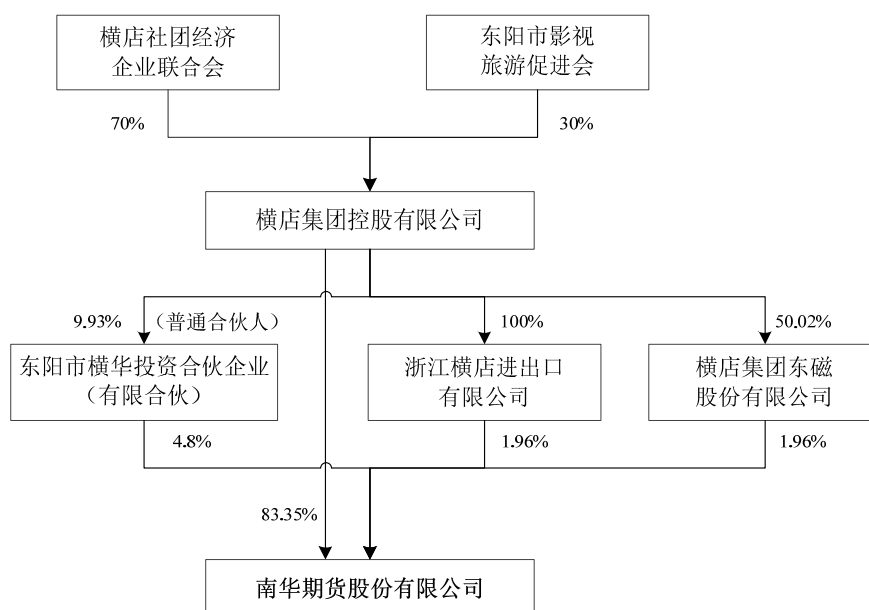 横店社团经济
企业联合会
东阳市影视
旅游促进会
70%
30%
横店集团控股有限公司
9.93%
（普通合伙人）
100%
50.02%
东阳市横华投资合伙企业
（有限合伙）
浙江横店进出口
有限公司
横店集团东磁
股份有限公司
4.8%
1.96%
1.96%
83.35%
南华期货股份有限公司